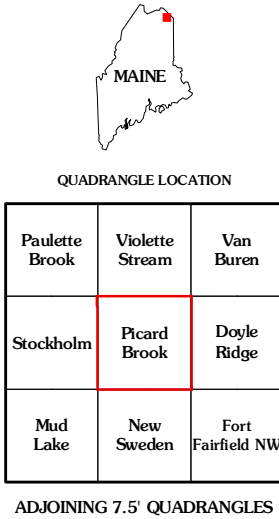 MAINE
QUADRANGLE LOCATION
Paulette
Brook
Violette
Stream
Van
Buren
Stockholm
Picard
Brook
Doyle
Ridge
Mud
Lake
New
Sweden
Fort
Fairfield NW
ADJOINING 7.5' QUADRANGLES